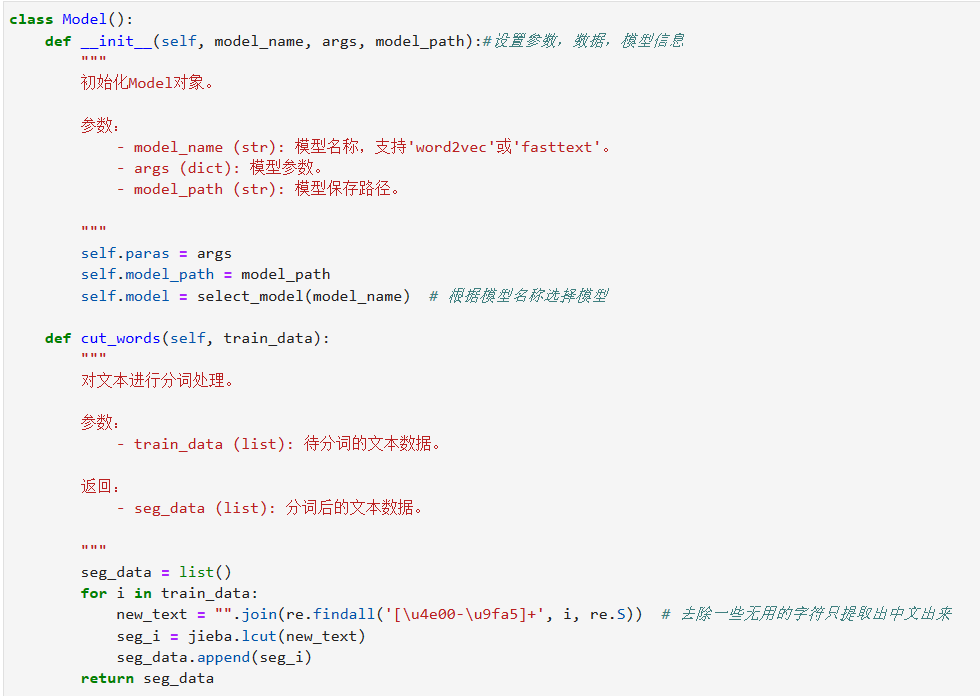 class Model():
    def __init__(self, model_name, args, model_path):#设置参数，数据，模型信息
        """
        初始化Model对象。

        参数：
            - model_name (str): 模型名称，支持'word2vec'或'fasttext'。
            - args (dict): 模型参数。
            - model_path (str): 模型保存路径。

        """
        self.paras = args
        self.model_path = model_path
        self.model = select_model(model_name)  # 根据模型名称选择模型

    def cut_words(self, train_data):
        """
        对文本进行分词处理。

        参数：
            - train_data (list): 待分词的文本数据。

        返回：
            - seg_data (list): 分词后的文本数据。

        """
        seg_data = list()
        for i in train_data:
            new_text = "".join(re.findall('[\u4e00-\u9fa5]+', i, re.S))  # 去除一些无用的字符只提取出中文出来
            seg_i = jieba.lcut(new_text)
            seg_data.append(seg_i)
        return seg_data